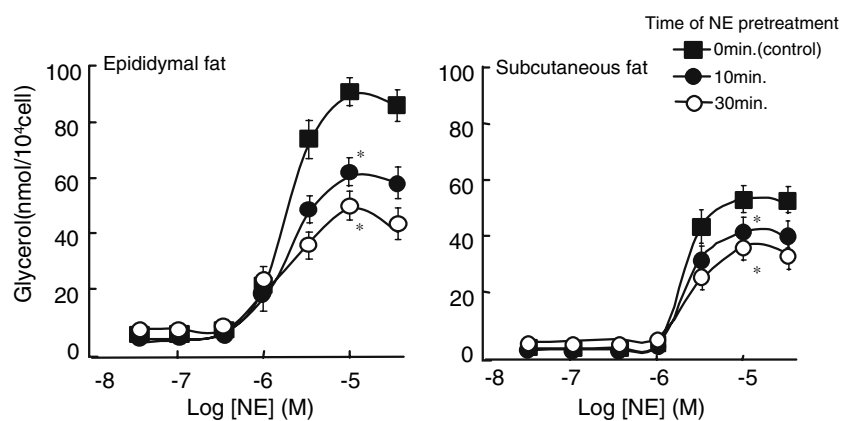 Time of NE pretreatment
0min.(control)
10min.
30min.
Epididymal fat
Subcutaneous fat
Glycerol(nmol/10⁴cell)
100
80
60
40
20
0
-8 -7 -6 -5
Log [NE] (M)
100
80
60
40
20
0
-8 -7 -6 -5
Log [NE] (M)
*
*
*
*